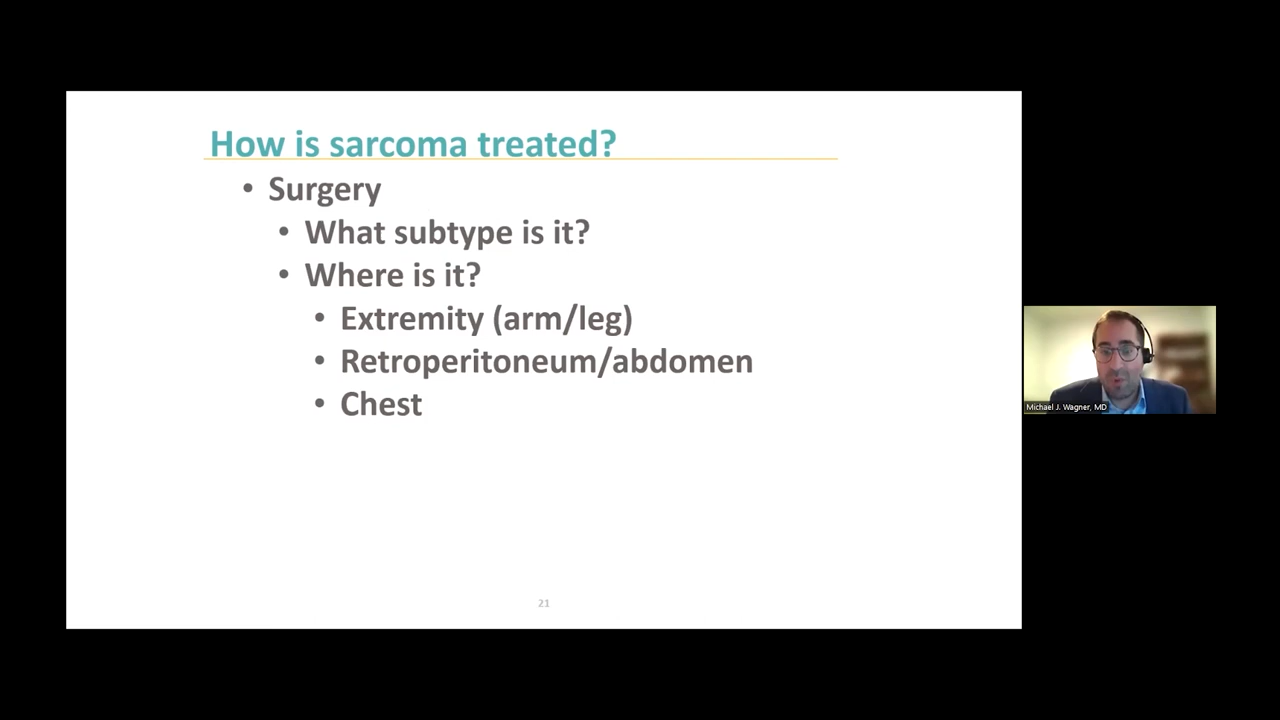 How is sarcoma treated?
• Surgery
• What subtype is it?
• Where is it?
• Extremity (arm/leg)
• Retroperitoneum/abdomen
• Chest
21
Michael J. Wagner, MD